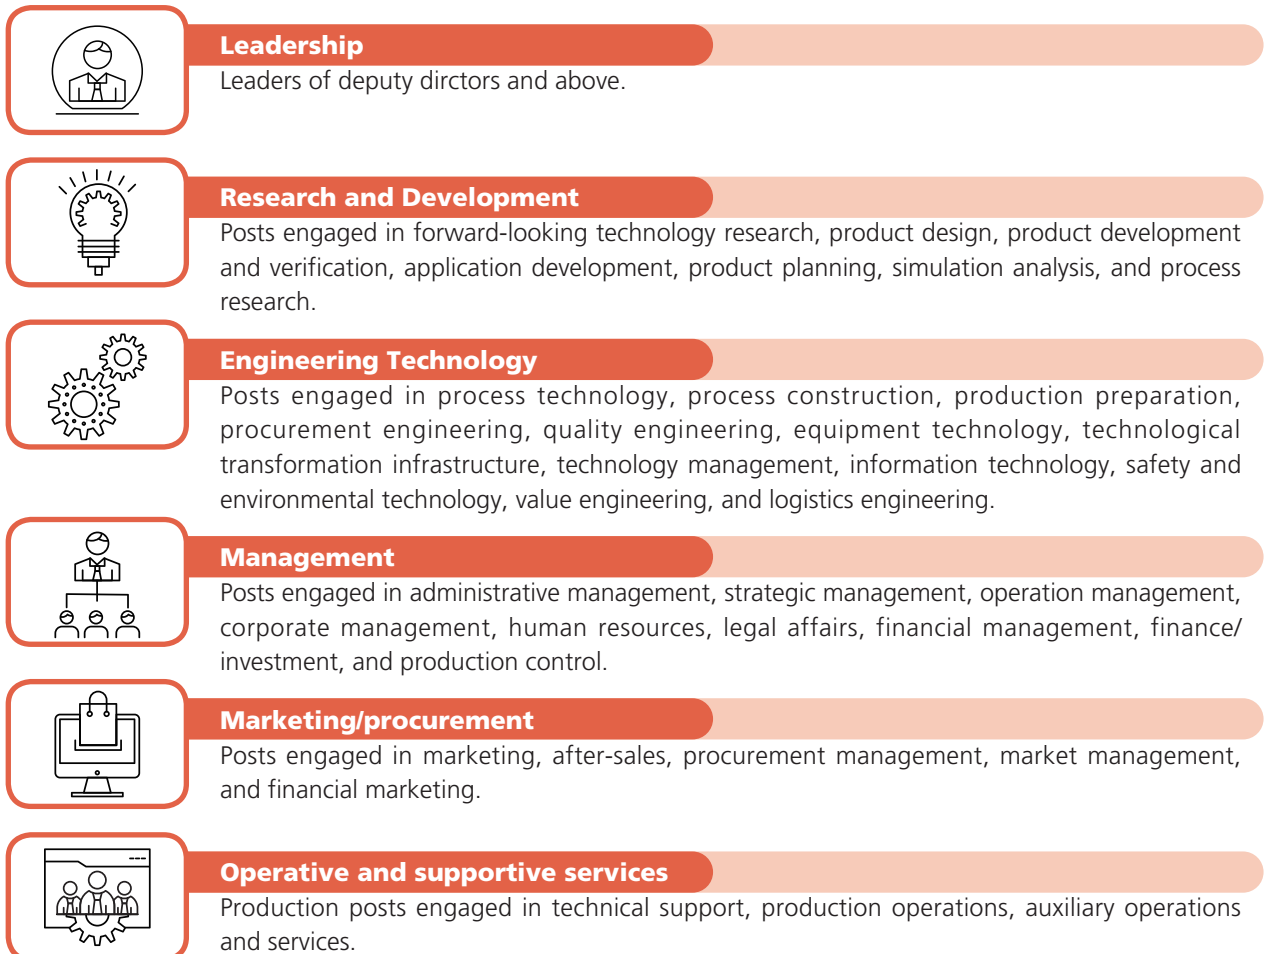 Leadership
Leaders of deputy dirctors and above.
Research and Development
Posts engaged in forward-looking technology research, product design, product development
and verification, application development, product planning, simulation analysis, and process
research.
Engineering Technology
Posts engaged in process technology, process construction, production preparation,
procurement engineering, quality engineering, equipment technology, technological
transformation infrastructure, technology management, information technology, safety and
environmental technology, value engineering, and logistics engineering.
Management
Posts engaged in administrative management, strategic management, operation management,
corporate management, human resources, legal affairs, financial management, finance/
investment, and production control.
Marketing/procurement
Posts engaged in marketing, after-sales, procurement management, market management,
and financial marketing.
Operative and supportive services
Production posts engaged in technical support, production operations, auxiliary operations
and services.